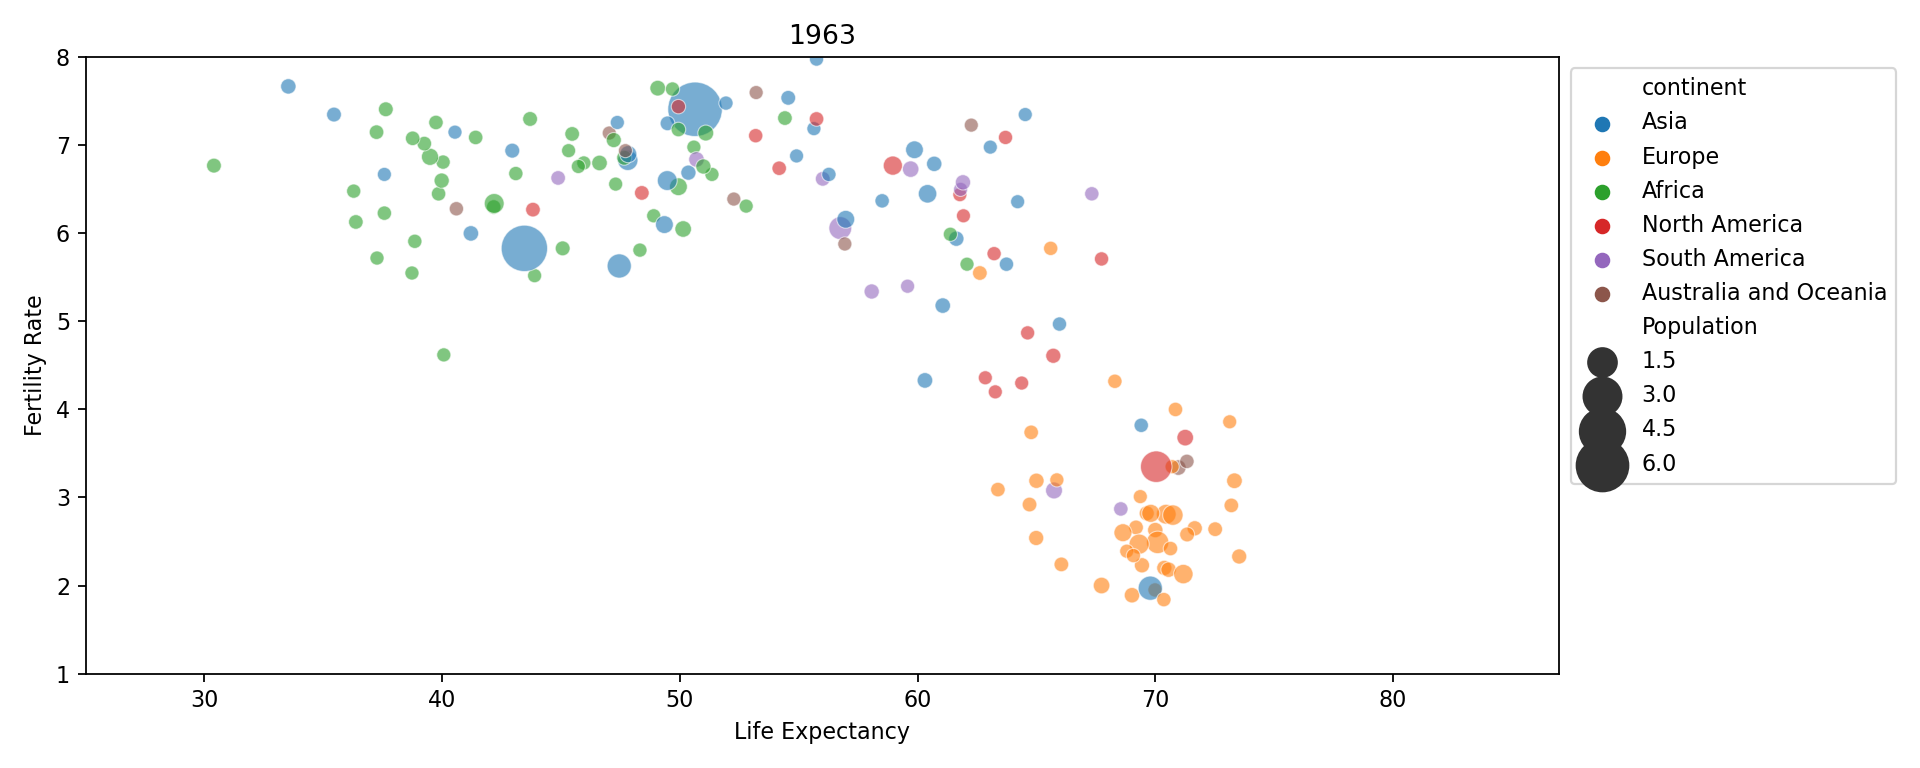 1963
8
7
6
5
4
3
2
1
Fertility Rate
30 40 50 60 70 80
Life Expectancy
continent
Asia
Europe
Africa
North America
South America
Australia and Oceania
Population
1.5
3.0
4.5
6.0